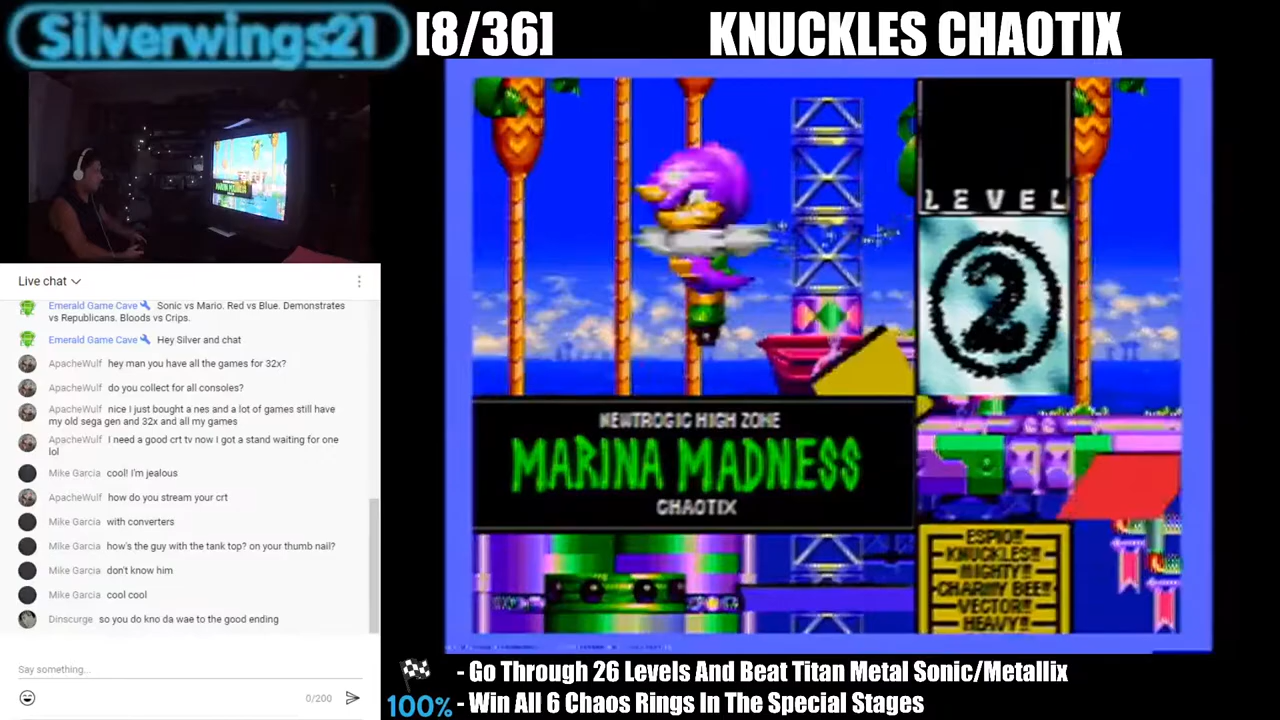 Silverwings21
[8/36]
KNUCKLES CHAOTIX
Live chat
Emerald Game Cave Sonic vs Mario. Red vs Blue. Demonstrates
vs Republicans. Bloods vs Crips.
Emerald Game Cave Hey Silver and chat
ApacheWulf hey man you have all the games for 32x?
ApacheWulf do you collect for all consoles?
ApacheWulf nice I just bought a nes and a lot of games still have
my old sega gen and 32x and all my games
ApacheWulf I need a good crt tv now I got a stand waiting for one
lol
Mike Garcia cool! I'm jealous
ApacheWulf how do you stream your crt
Mike Garcia with converters
Mike Garcia how's the guy with the tank top? on your thumb nail?
Mike Garcia don't know him
Mike Garcia cool cool
Dinscurge so you do kno da wae to the good ending
Say something...
0/200
LEVEL
2
NEWTROGIC HIGH ZONE
MARINA MADNESS
CHAOTIX
ESPIO!!
KNUCKLES!!
MIGHTY!!
CHARMY BEE!!
VECTOR!!
HEAVY!!
- Go Through 26 Levels And Beat Titan Metal Sonic/Metallix
100% - Win All 6 Chaos Rings In The Special Stages